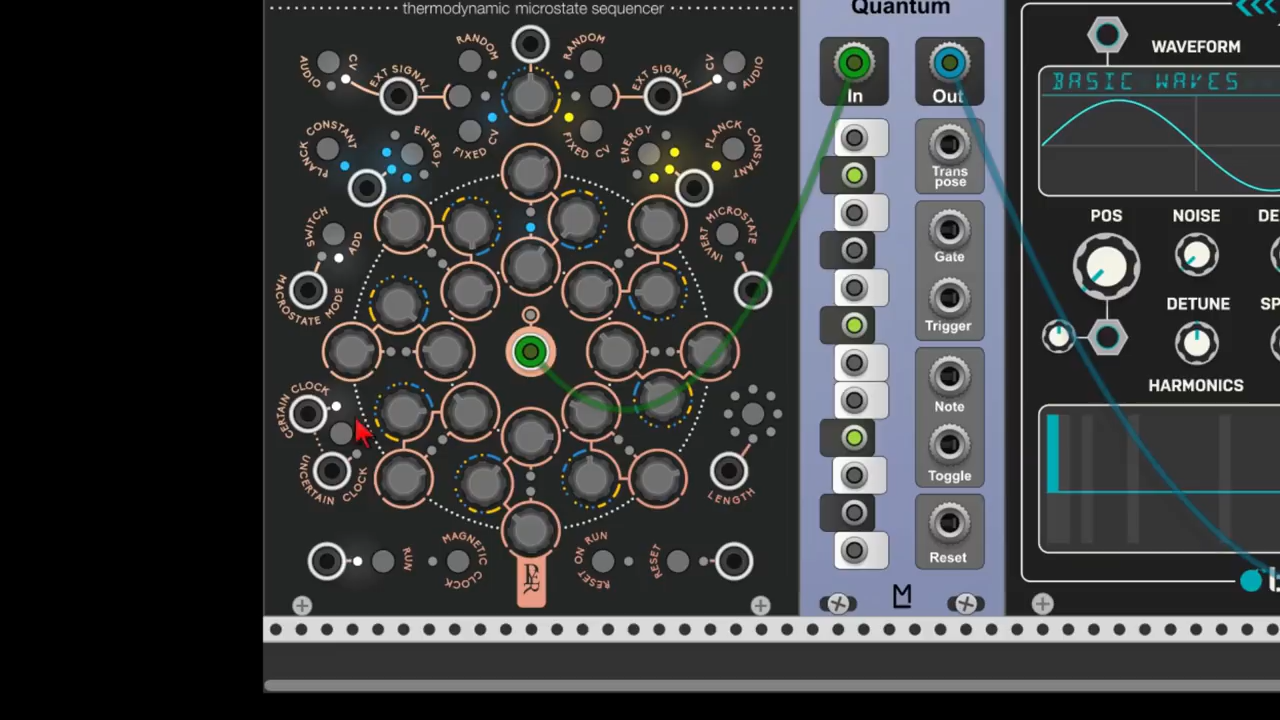 thermodynamic microstate sequencer
RANDOM
RANDOM
AUDIO
CV
EXT SIGNAL
EXT SIGNAL
CV
AUDIO
PLANCK CONSTANT
ENERGY
FIXED CV
FIXED CV
ENERGY
PLANCK CONSTANT
SWITCH
ADD
MACROSTATE MODE
INVERT MICROSTATE
CERTAIN CLOCK
UNCERTAIN CLOCK
LENGTH
RUN
MAGNETIC CLOCK
RESET ON RUN
RESET
Quantum
In
Out
Trans
pose
Gate
Trigger
Note
Toggle
Reset
WAVEFORM
BASIC WAVES
POS
NOISE
DETUNE
HARMONICS